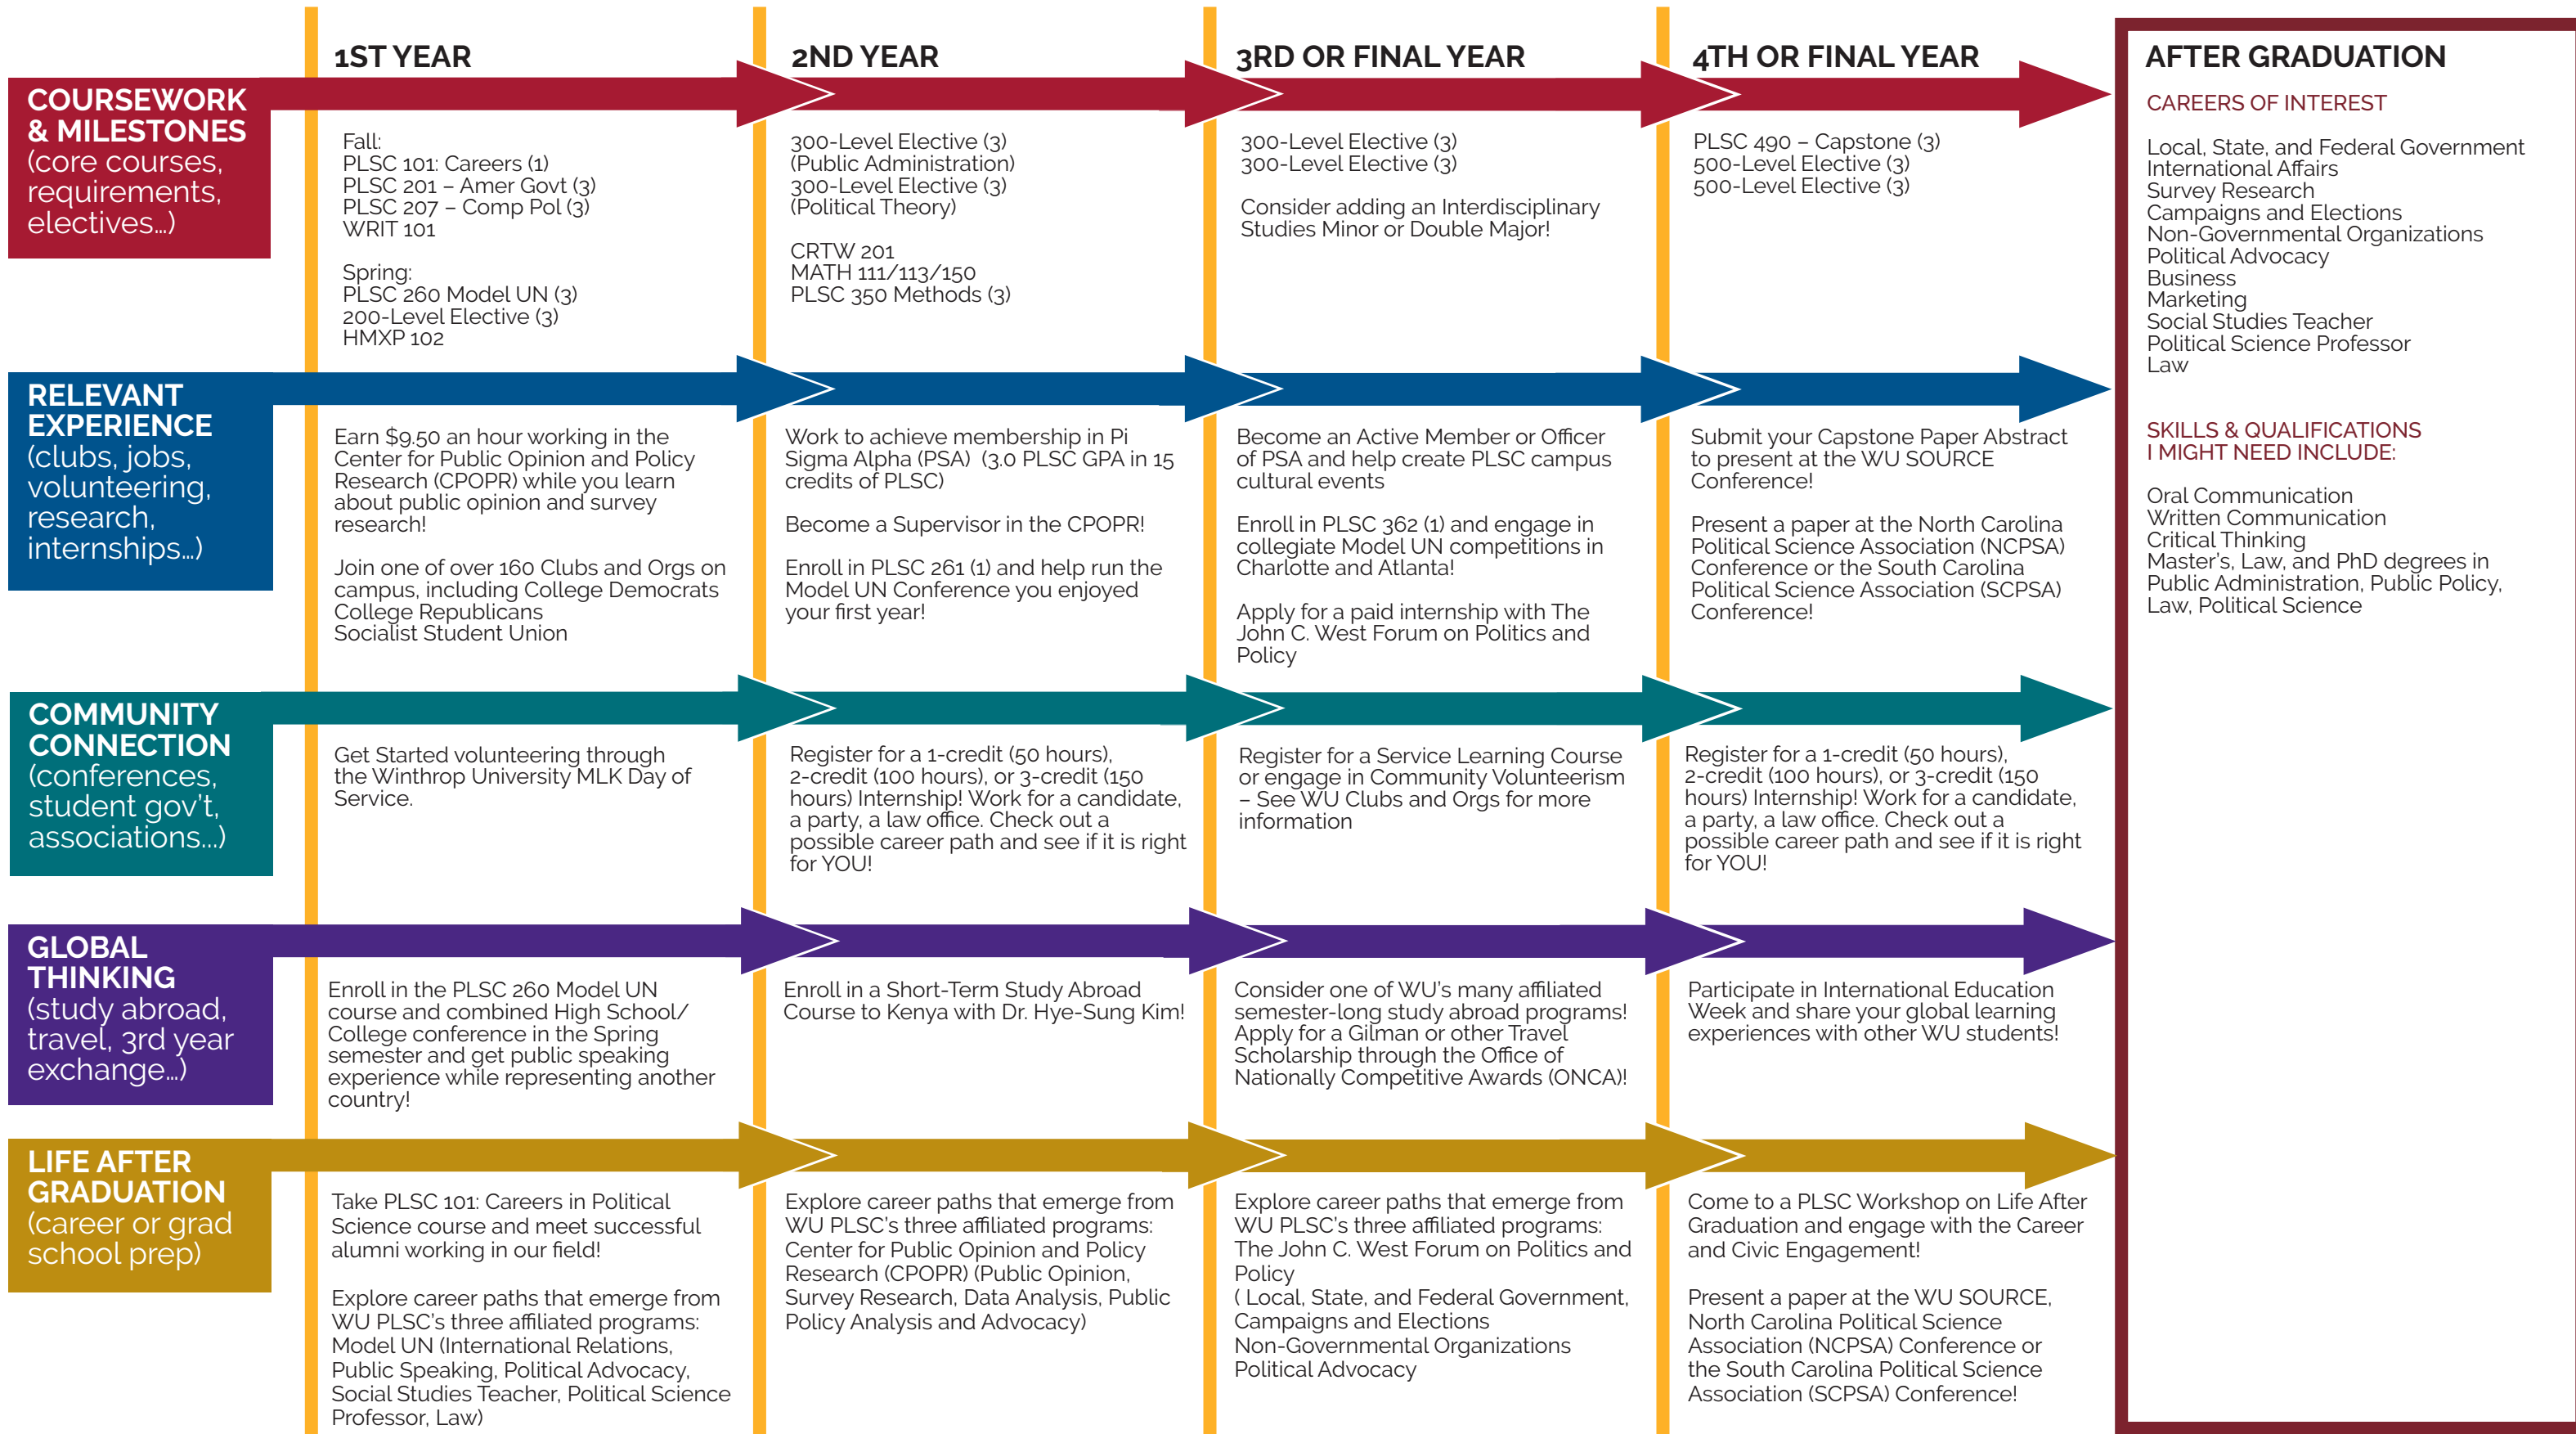 1ST YEAR
2ND YEAR
3RD OR FINAL YEAR
4TH OR FINAL YEAR
AFTER GRADUATION
COURSEWORK
& MILESTONES
(core courses,
requirements,
electives...)
Fall:
PLSC 101: Careers (1)
PLSC 201 – Amer Govt (3)
PLSC 207 – Comp Pol (3)
WRIT 101
Spring:
PLSC 260 Model UN (3)
200-Level Elective (3)
HMXP 102
300-Level Elective (3)
(Public Administration)
300-Level Elective (3)
(Political Theory)
CRTW 201
MATH 111/113/150
PLSC 350 Methods (3)
300-Level Elective (3)
300-Level Elective (3)
Consider adding an Interdisciplinary
Studies Minor or Double Major!
PLSC 490 – Capstone (3)
500-Level Elective (3)
500-Level Elective (3)
RELEVANT
EXPERIENCE
(clubs, jobs,
volunteering,
research,
internships...)
Earn $9.50 an hour working in the
Center for Public Opinion and Policy
Research (CPOPR) while you learn
about public opinion and survey
research!
Join one of over 160 Clubs and Orgs on
campus, including College Democrats
College Republicans
Socialist Student Union
Work to achieve membership in Pi
Sigma Alpha (PSA) (3.0 PLSC GPA in 15
credits of PLSC)
Become a Supervisor in the CPOPR!
Enroll in PLSC 261 (1) and help run the
Model UN Conference you enjoyed
your first year!
Become an Active Member or Officer
of PSA and help create PLSC campus
cultural events
Enroll in PLSC 362 (1) and engage in
collegiate Model UN competitions in
Charlotte and Atlanta!
Apply for a paid internship with The
John C. West Forum on Politics and
Policy
Submit your Capstone Paper Abstract
to present at the WU SOURCE
Conference!
Present a paper at the North Carolina
Political Science Association (NCPSA)
Conference or the South Carolina
Political Science Association (SCPSA)
Conference!
COMMUNITY
CONNECTION
(conferences,
student gov't,
associations...)
Get Started volunteering through
the Winthrop University MLK Day of
Service.
Register for a 1-credit (50 hours),
2-credit (100 hours), or 3-credit (150
hours) Internship! Work for a candidate,
a party, a law office. Check out a
possible career path and see if it is right
for YOU!
Register for a Service Learning Course
or engage in Community Volunteerism
– See WU Clubs and Orgs for more
information
Register for a 1-credit (50 hours),
2-credit (100 hours), or 3-credit (150
hours) Internship! Work for a candidate,
a party, a law office. Check out a
possible career path and see if it is right
for YOU!
GLOBAL
THINKING
(study abroad,
travel, 3rd year
exchange...)
Enroll in the PLSC 260 Model UN
course and combined High School/
College conference in the Spring
semester and get public speaking
experience while representing another
country!
Enroll in a Short-Term Study Abroad
Course to Kenya with Dr. Hye-Sung Kim!
Consider one of WU's many affiliated
semester-long study abroad programs!
Apply for a Gilman or other Travel
Scholarship through the Office of
Nationally Competitive Awards (ONCA)!
Participate in International Education
Week and share your global learning
experiences with other WU students!
LIFE AFTER
GRADUATION
(career or grad
school prep)
Take PLSC 101: Careers in Political
Science course and meet successful
alumni working in our field!
Explore career paths that emerge from
WU PLSC's three affiliated programs:
Model UN (International Relations,
Public Speaking, Political Advocacy,
Social Studies Teacher, Political Science
Professor, Law)
Explore career paths that emerge from
WU PLSC's three affiliated programs:
Center for Public Opinion and Policy
Research (CPOPR) (Public Opinion,
Survey Research, Data Analysis, Public
Policy Analysis and Advocacy)
Explore career paths that emerge from
WU PLSC's three affiliated programs:
The John C. West Forum on Politics and
Policy
( Local, State, and Federal Government,
Campaigns and Elections
Non-Governmental Organizations
Political Advocacy
Come to a PLSC Workshop on Life After
Graduation and engage with the Career
and Civic Engagement!
Present a paper at the WU SOURCE,
North Carolina Political Science
Association (NCPSA) Conference or
the South Carolina Political Science
Association (SCPSA) Conference!
CAREERS OF INTEREST
Local, State, and Federal Government
International Affairs
Survey Research
Campaigns and Elections
Non-Governmental Organizations
Political Advocacy
Business
Marketing
Social Studies Teacher
Political Science Professor
Law
SKILLS & QUALIFICATIONS
I MIGHT NEED INCLUDE:
Oral Communication
Written Communication
Critical Thinking
Master's, Law, and PhD degrees in
Public Administration, Public Policy,
Law, Political Science